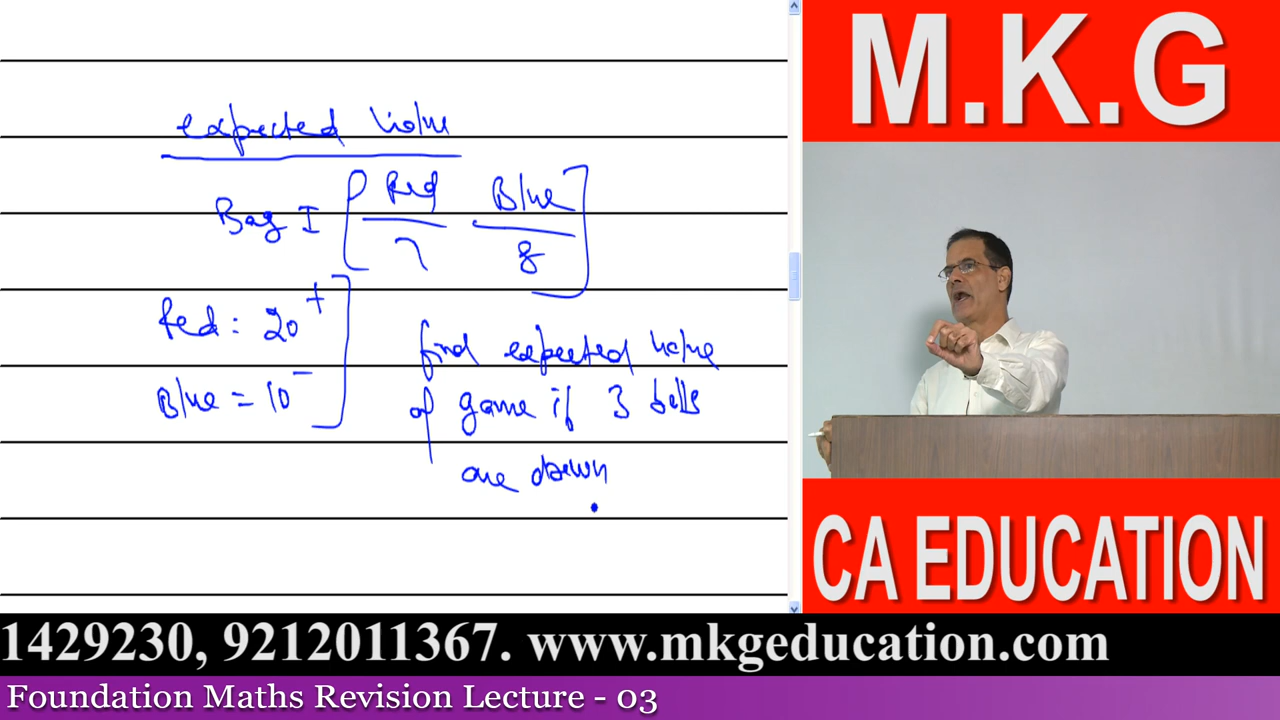 expected value
Bag I [ Red Blue ]
7 8
Red : 20 +
Blue = 10 -
find expected value
of game if 3 balls
are drawn
M.K.G
CA EDUCATION
1429230, 9212011367. www.mkgeducation.com
Foundation Maths Revision Lecture - 03